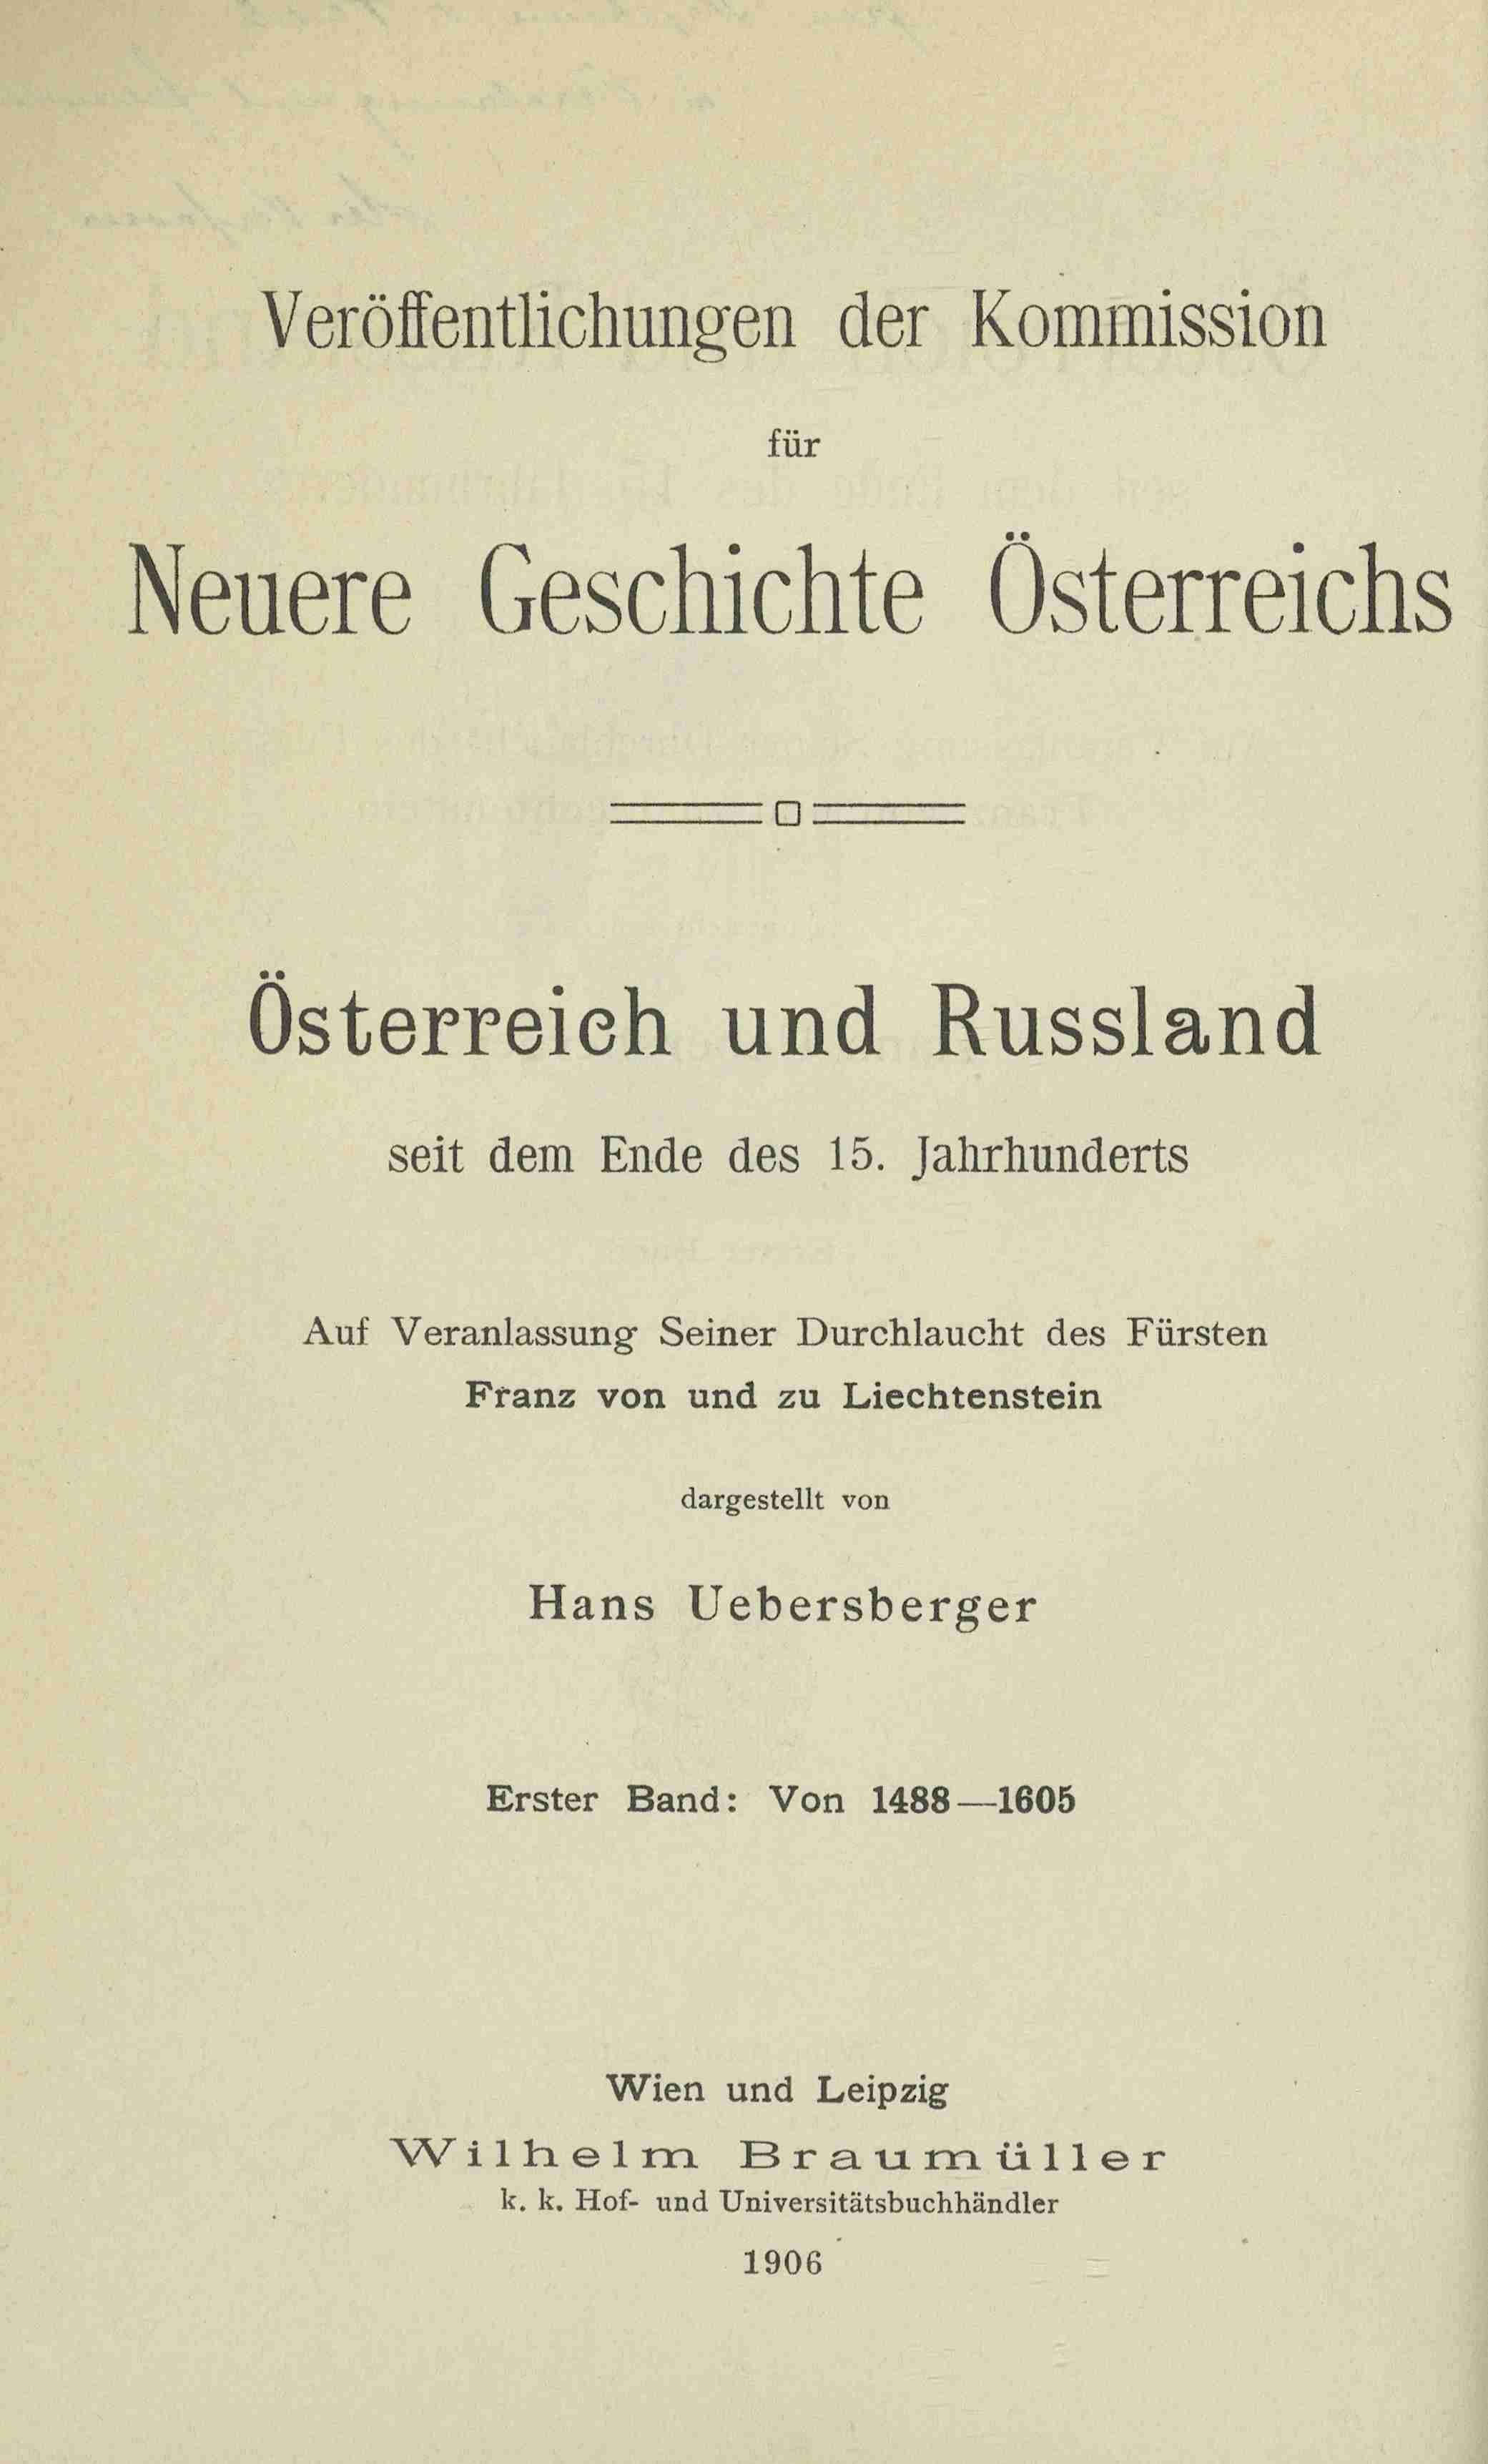 Veröffentlichungen der Kommission
für
Neuere Geschichte Österreichs
Österreich und Russland
seit dem Ende des 15. Jahrhunderts
Auf Veranlassung Seiner Durchlaucht des Fürsten
Franz von und zu Liechtenstein
dargestellt von
Hans Uebersberger
Erster Band: Von 1488—1605
Wien und Leipzig
Wilhelm Braumüller
k. k. Hof- und Universitätsbuchhändler
1906